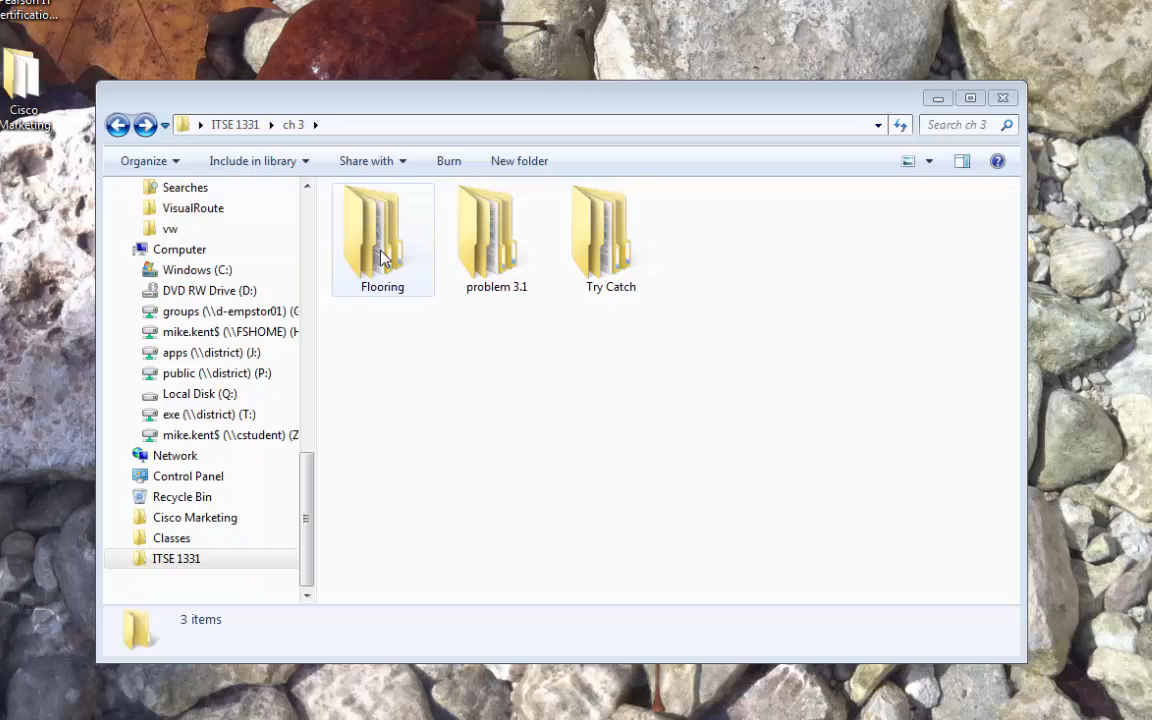 ertificatio...
Cisco
Marketing
ITSE 1331
ch 3
Search ch 3
Organize
Include in library
Share with
Burn
New folder
Searches
VisualRoute
vw
Computer
Windows (C:)
DVD RW Drive (D:)
groups (\\d-empstor01) (G
mike.kent$ (\\FSHOME) (H
apps (\\district) (J:)
public (\\district) (P:)
Local Disk (Q:)
exe (\\district) (T:)
mike.kent$ (\\cstudent) (Z
Network
Control Panel
Recycle Bin
Cisco Marketing
Classes
ITSE 1331
Flooring
problem 3.1
Try Catch
3 items